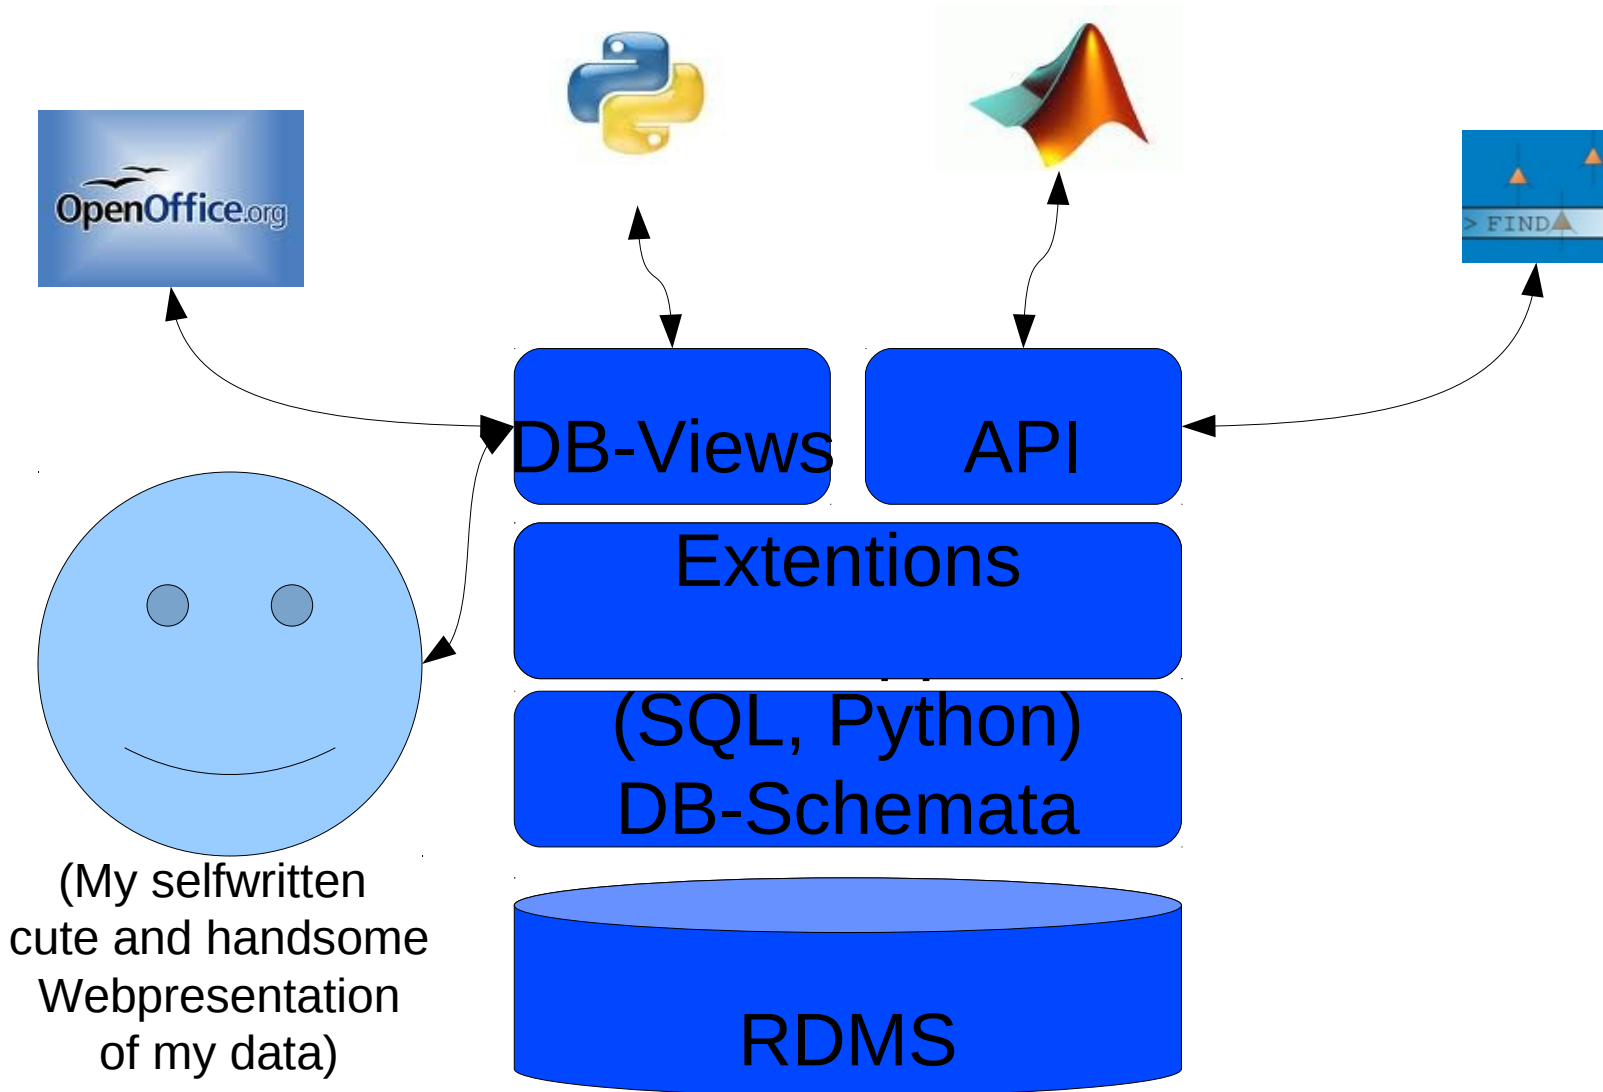 OpenOffice.org
> FIND
DB-Views
API
Extentions
(SQL, Python)
DB-Schemata
(My selfwritten
cute and handsome
Webpresentation
of my data)
RDMS